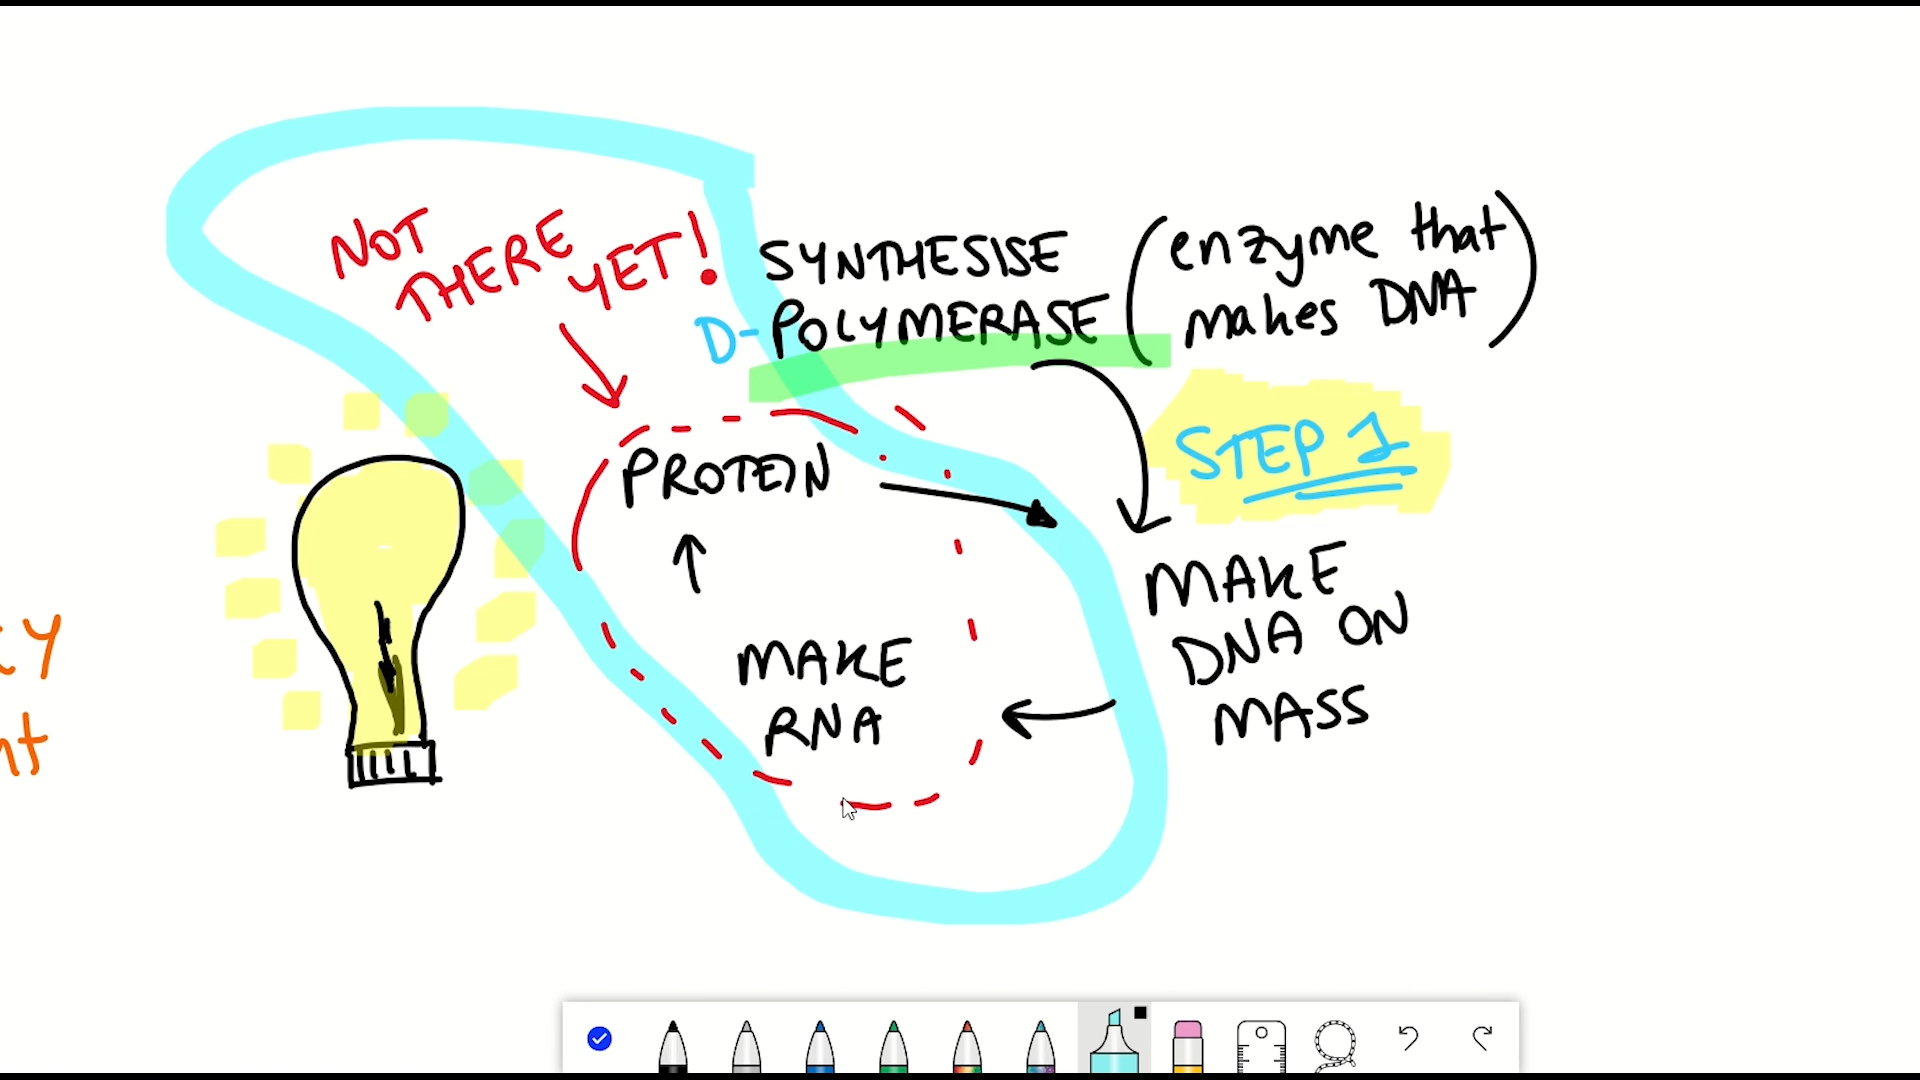 NOT
THERE
YET!
SYNTHESISE
D-POLYMERASE
(enzyme that
makes DNA)
STEP 1
PROTEIN
MAKE
DNA ON
MASS
MAKE
RNA